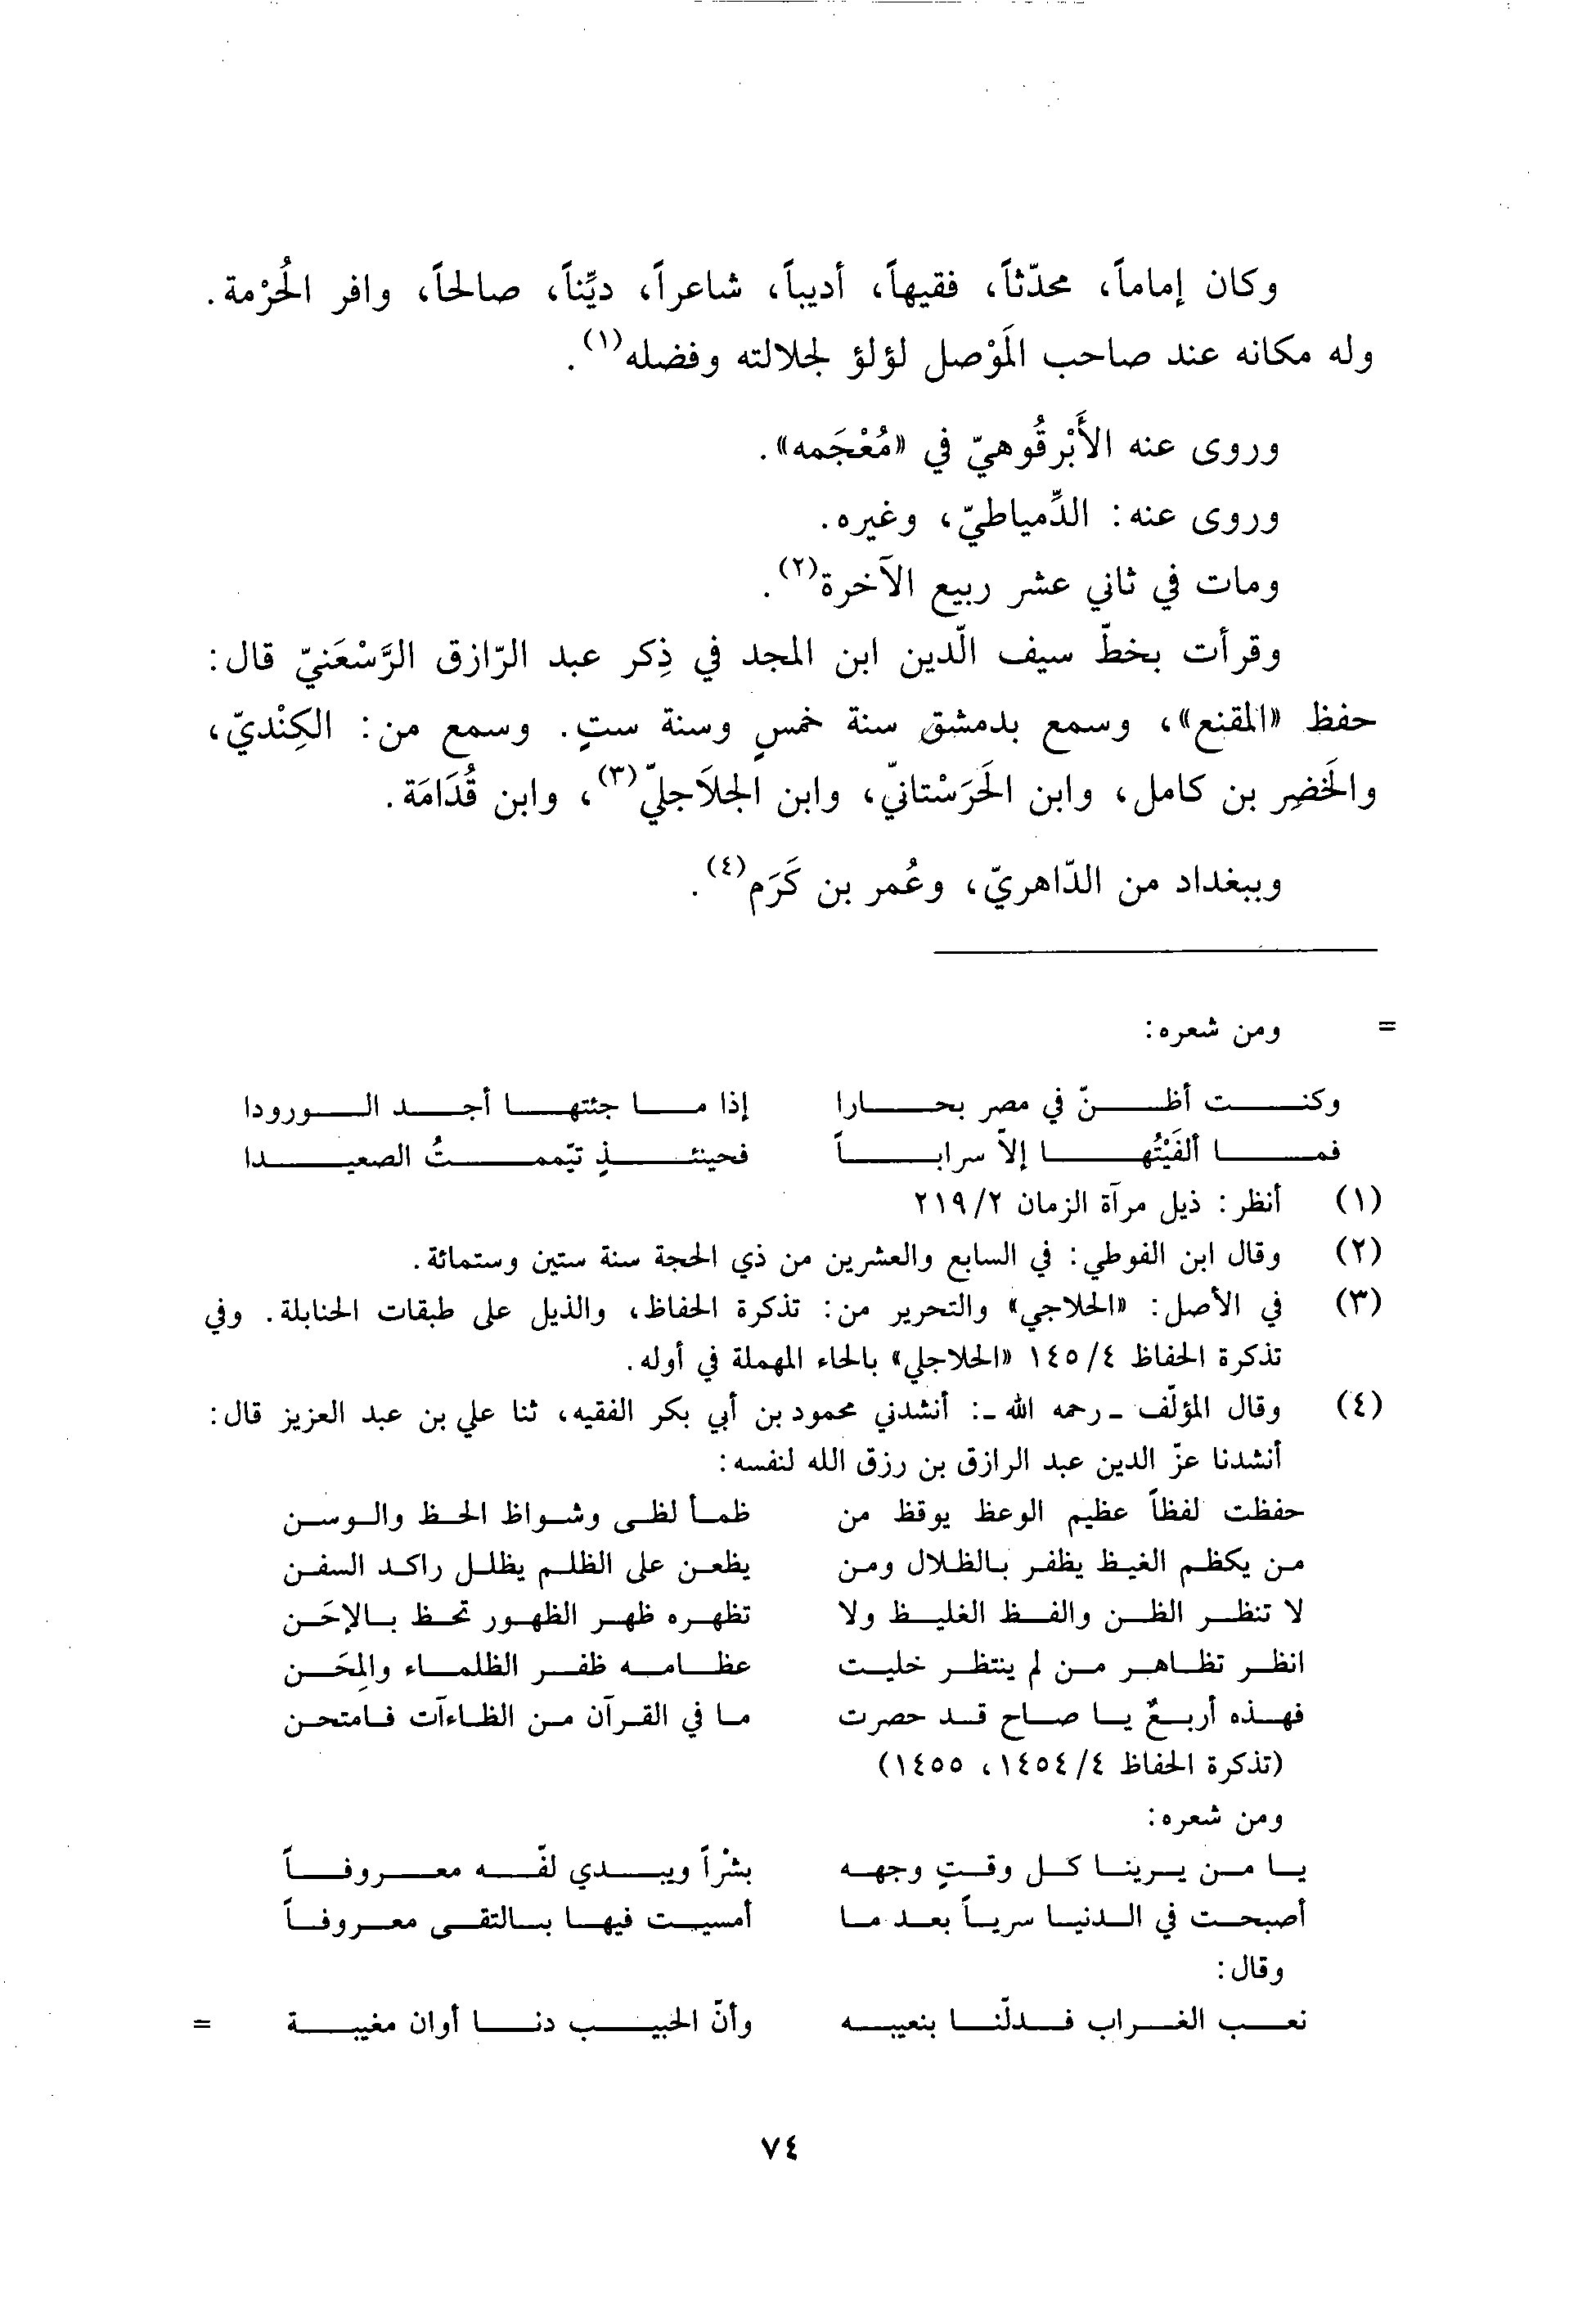 وكان إماماً، محدّثاً، فقيهاً، أديباً، شاعراً، ديِّناً، صالحاً، وافر الحُرْمة.
وله مكانه عند صاحب المَوْصل لؤلؤ لجلالته وفضله(١).
وروى عنه الأَبْرقُوهيّ في «مُعْجَمه».
وروى عنه: الدِّمياطيّ، وغيره.
ومات في ثاني عشر ربيع الآخرة(٢).
وقرأت بخطّ سيف الّدين ابن المجد في ذِكر عبد الرّازق الرَّسْعَنيّ قال:
حفظ «المقنع»، وسمع بدمشق سنة خمسٍ وسنة ستٍ. وسمع من: الكِنْديّ،
والخَضِر بن كامل، وابن الحَرَسْتانيّ، وابن الجلاَجليّ(٣)، وابن قُدَامَة.
وببغداد من الدّاهريّ، وعُمر بن كَرَم(٤).
= ومن شعره:
وكنـت أظـنّ في مصر بحـارا إذا مـا جئتهـا أجـد الـورودا
فمـا ألفَيْتُهـا إلاّ سرابـاً فحينئـذٍ تيّممـتُ الصعيـدا
(١) أنظر: ذيل مرآة الزمان ٢١٩/٢
(٢) وقال ابن الفوطي: في السابع والعشرين من ذي الحجة سنة ستين وستمائة.
(٣) في الأصل: «الحلاجي» والتحرير من: تذكرة الحفاظ، والذيل على طبقات الحنابلة. وفي
تذكرة الحفاظ ١٤٥/٤ «الحلاجلي» بالحاء المهملة في أوله.
(٤) وقال المؤلّف ـ رحمه الله ـ: أنشدني محمود بن أبي بكر الفقيه، ثنا علي بن عبد العزيز قال:
أنشدنا عزّ الدين عبد الرازق بن رزق الله لنفسه:
حفظت لفظاً عظيم الوعظ يوقظ من ظمـأ لظـى وشـواظ الحـظ والـوسـن
مـن يكظـم الغيـظ يظفـر بـالظـلال ومـن يظعـن على الظلـم يظلـل راكـد السفـن
لا تنظـر الظـن والفـظ الغليـظ ولا تظهـره ظهـر الظهـور تحـظ بـالإحَـن
انظـر تظـاهـر مـن لم ينتظـر خليـت عظـامـه ظفـر الظلمـاء والمِحَـن
فهـذه أربـعٌ يـا صـاح قـد حصرت مـا في القـرآن مـن الظـاءآت فـامتحـن
(تذكرة الحفاظ ١٤٥٤/٤، ١٤٥٥)
ومن شعره:
يـا مـن يـرينـا كـل وقـتٍ وجهـه بشْراً ويبـدي لفّـه معـروفـاً
أصبحـت في الـدنيـا سريـاً بعـد مـا أمسيـت فيهـا بـالتقـى معـروفـاً
وقال:
نعـب الغـراب فـدلّنـا بنعيبـه وأنّ الحبيـب دنـا أوان مغيبـة =
٧٤